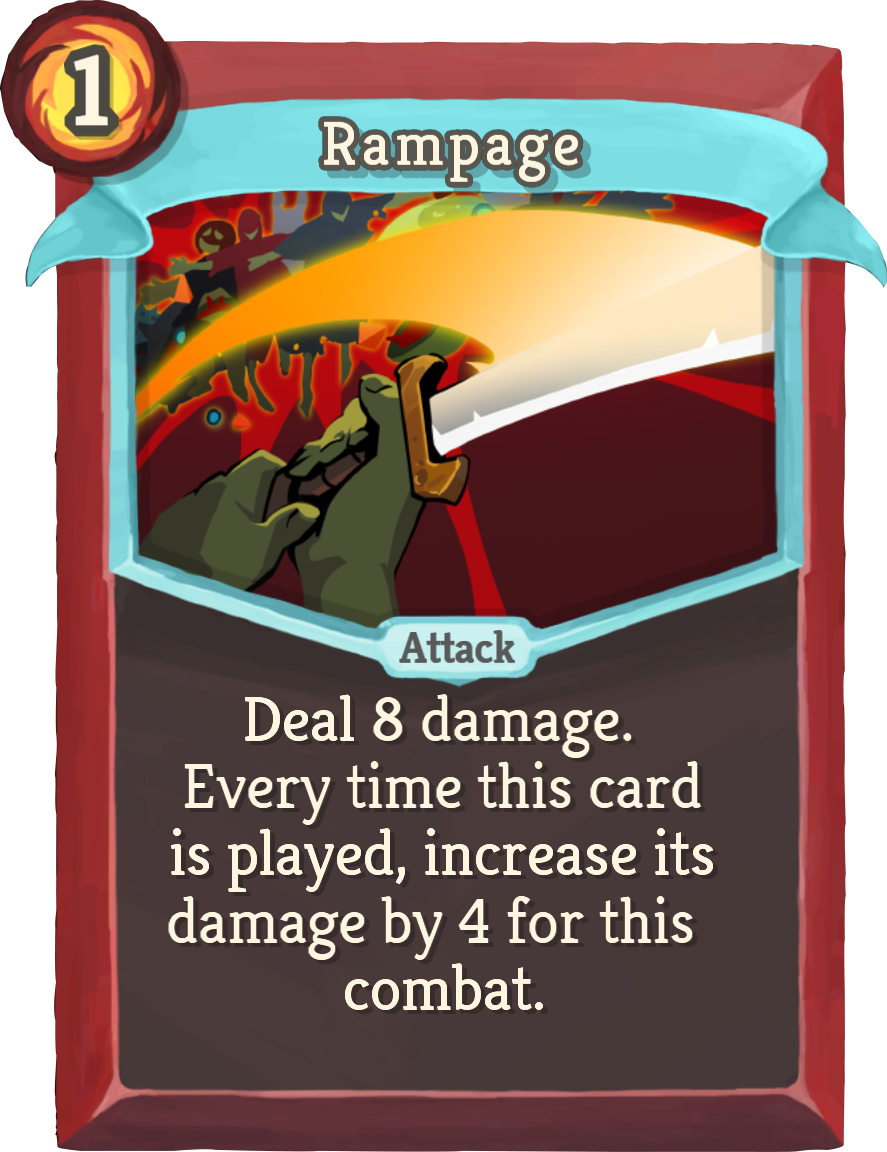 1
Rampage
Attack
Deal 8 damage.
Every time this card
is played, increase its
damage by 4 for this
combat.